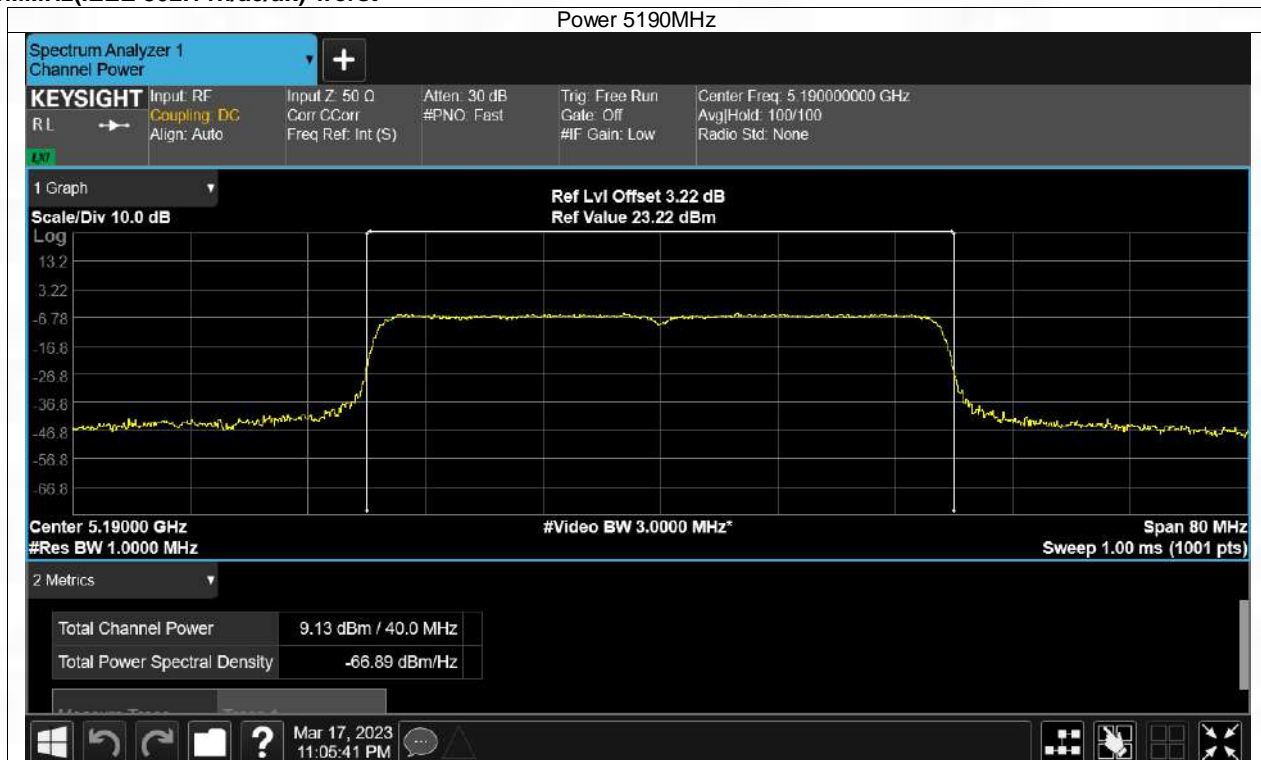 Power 5190MHz
Spectrum Analyzer 1
Channel Power
KEYSIGHT
RL
LXI
Input: RF
Coupling: DC
Align: Auto
Input Z: 50 Ω
Corr CCorr
Freq Ref: Int (S)
Atten: 30 dB
#PNO: Fast
Trig: Free Run
Gate: Off
#IF Gain: Low
Center Freq: 5.190000000 GHz
Avg|Hold: 100/100
Radio Std: None
1 Graph
Scale/Div 10.0 dB
Ref Lvl Offset 3.22 dB
Ref Value 23.22 dBm
Log
13.2
3.22
-6.78
-16.8
-26.8
-36.8
-46.8
-56.8
-66.8
Center 5.19000 GHz
#Video BW 3.0000 MHz*
Span 80 MHz
#Res BW 1.0000 MHz
Sweep 1.00 ms (1001 pts)
2 Metrics
Total Channel Power 9.13 dBm / 40.0 MHz
Total Power Spectral Density -66.89 dBm/Hz
?
Mar 17, 2023
11:05:41 PM